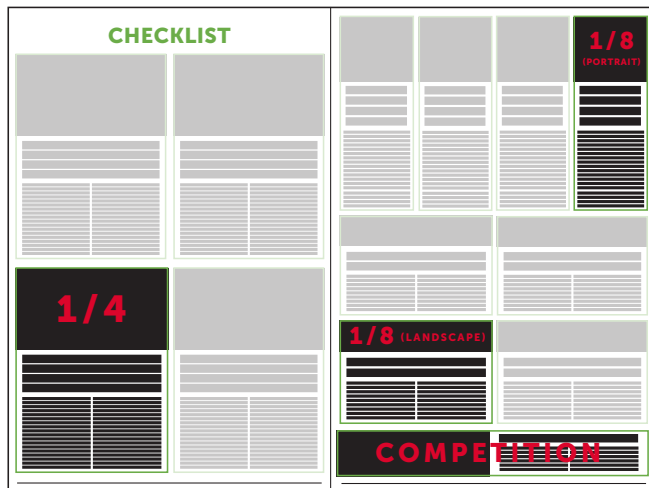 CHECKLIST
1/4
1/8
(PORTRAIT)
1/8 (LANDSCAPE)
COMPETITION